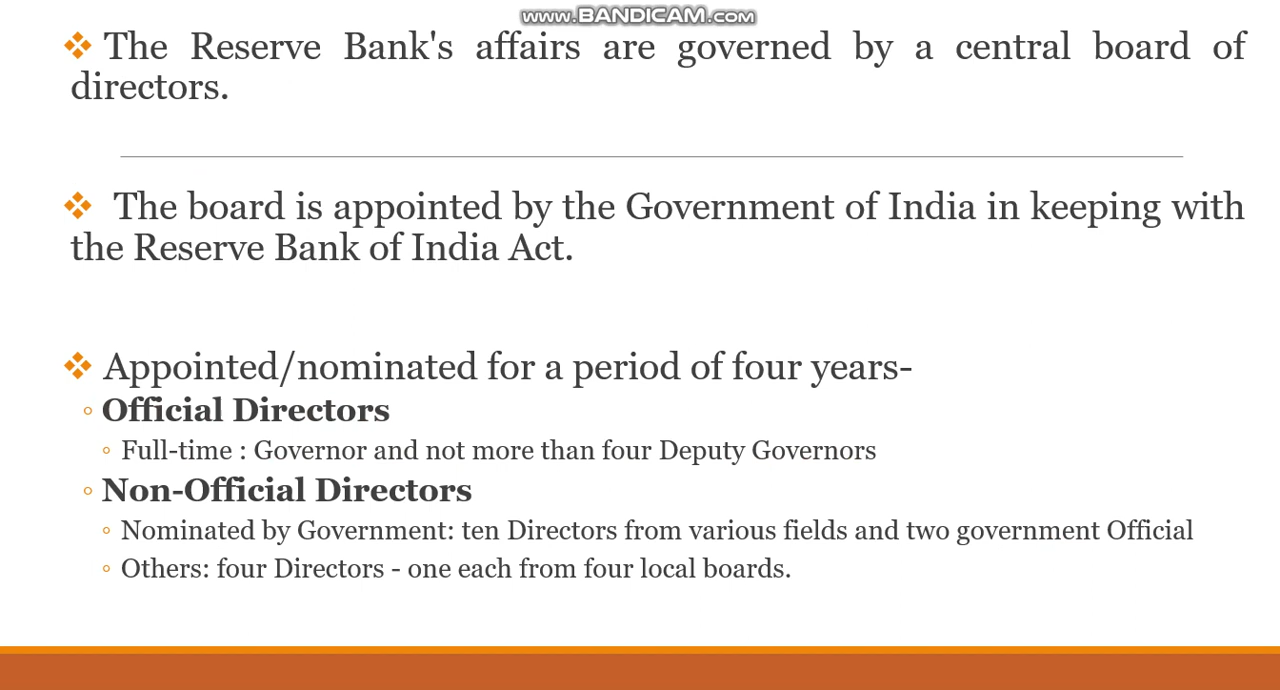 www.BANDICAM.com
The Reserve Bank's affairs are governed by a central board of
directors.
The board is appointed by the Government of India in keeping with
the Reserve Bank of India Act.
Appointed/nominated for a period of four years-
Official Directors
Full-time : Governor and not more than four Deputy Governors
Non-Official Directors
Nominated by Government: ten Directors from various fields and two government Official
Others: four Directors - one each from four local boards.